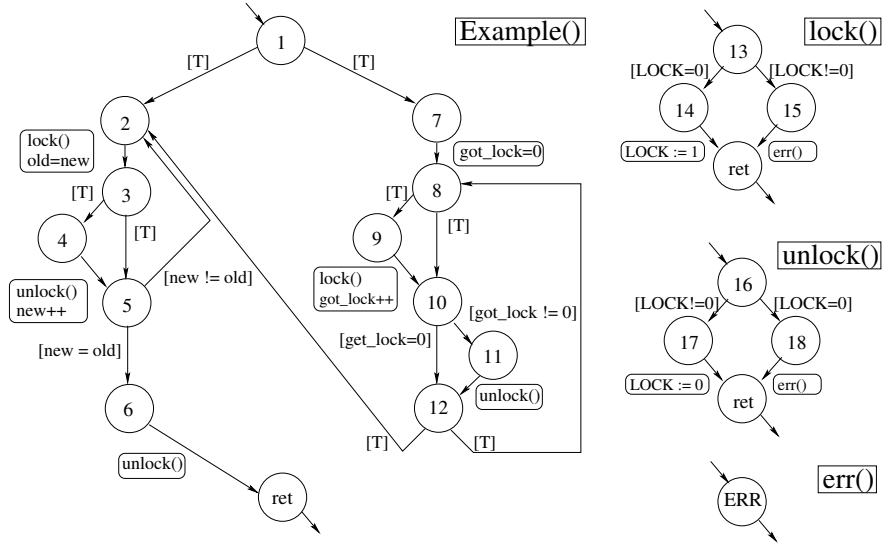 Example()
1
[T]
[T]
2
7
lock()
old=new
got_lock=0
3
8
[T]
[T]
[T]
[T]
4
9
unlock()
new++
5
[new != old]
lock()
got_lock++
10
[got_lock != 0]
[new = old]
[get_lock=0]
11
unlock()
6
12
[T]
[T]
unlock()
ret
lock()
13
[LOCK=0]
[LOCK!=0]
14
15
LOCK := 1
err()
ret
unlock()
16
[LOCK!=0]
[LOCK=0]
17
18
LOCK := 0
err()
ret
err()
ERR